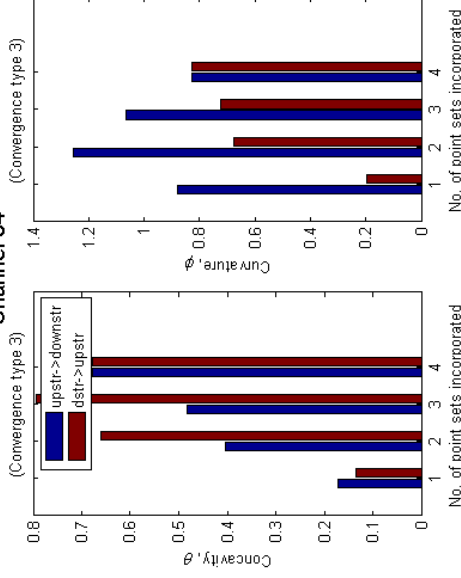 Channel
(Convergence type 3)
upstr->downstr
dstr->upstr
Concavity, θ
0.8
0.7
0.6
0.5
0.4
0.3
0.2
0.1
0
1 2 3 4
No. of point sets incorporated
(Convergence type 3)
Curvature, φ
1.4
1.2
1
0.8
0.6
0.4
0.2
0
1 2 3 4
No. of point sets incorporated